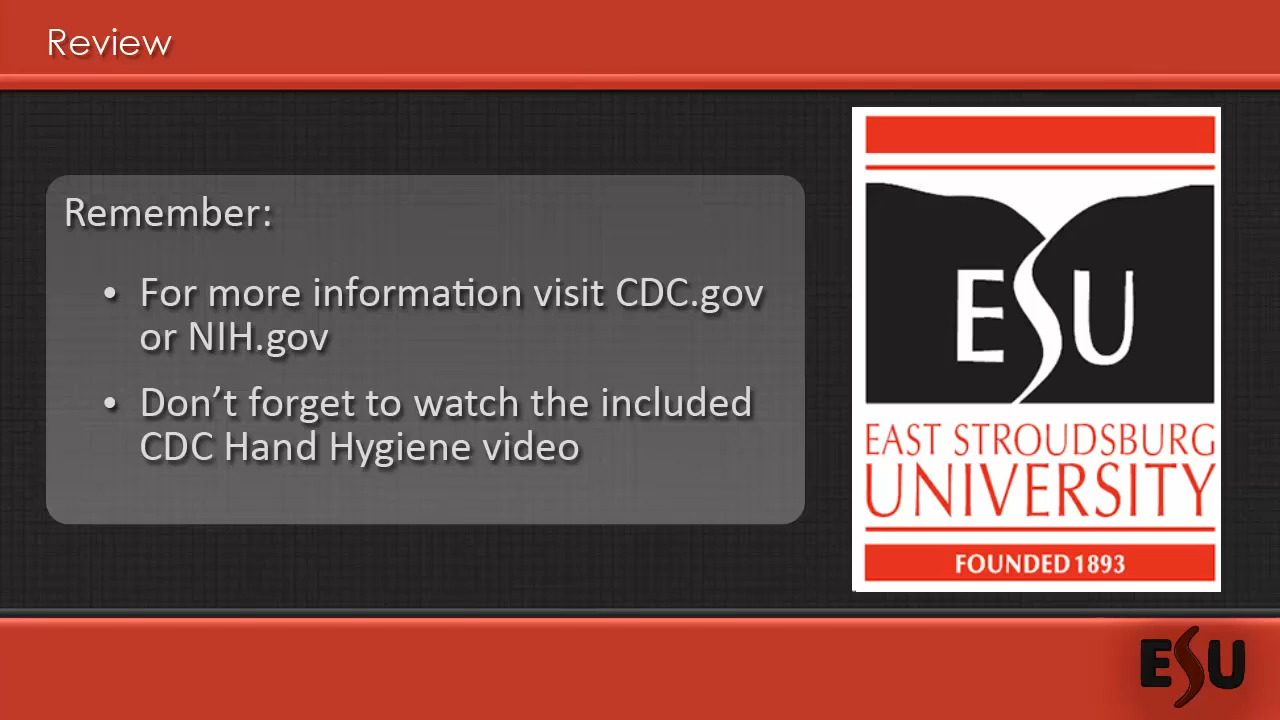 Review
Remember:
• For more information visit CDC.gov
or NIH.gov
• Don’t forget to watch the included
CDC Hand Hygiene video
ESU
EAST STROUDSBURG
UNIVERSITY
FOUNDED 1893
ESU